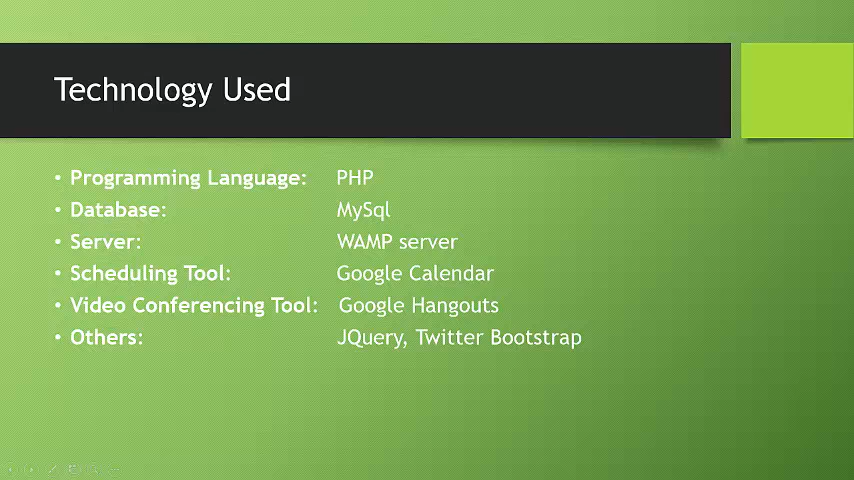 Technology Used
• Programming Language: PHP
• Database: MySql
• Server: WAMP server
• Scheduling Tool: Google Calendar
• Video Conferencing Tool: Google Hangouts
• Others: JQuery, Twitter Bootstrap